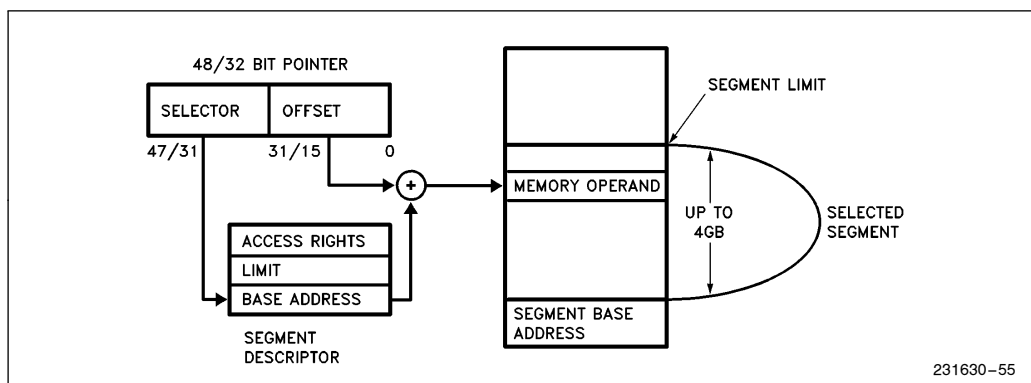 48/32 BIT POINTER
SELECTOR
OFFSET
47/31
31/15
0
+
ACCESS RIGHTS
LIMIT
BASE ADDRESS
SEGMENT
DESCRIPTOR
MEMORY OPERAND
SEGMENT BASE
ADDRESS
SEGMENT LIMIT
UP TO
4GB
SELECTED
SEGMENT
231630–55